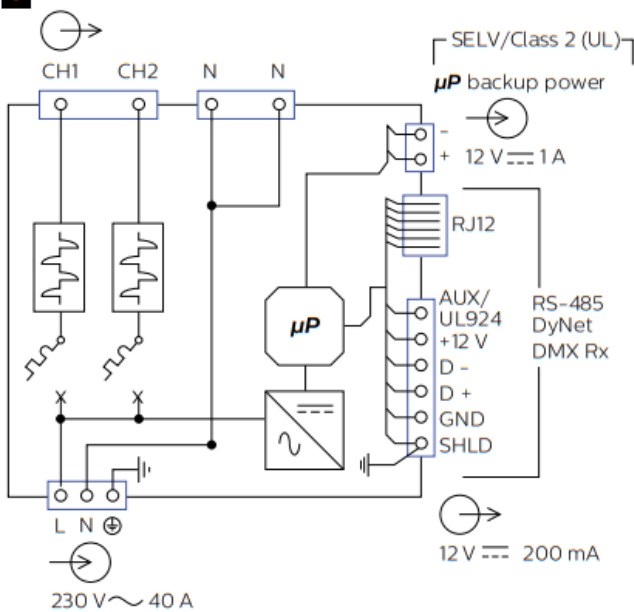 SELV/Class 2 (UL)
CH1 CH2 N N
µP backup power
-
+ 12 V⎓1 A
RJ12
AUX/
UL924
+12 V
D -
D +
GND
SHLD
RS-485
DyNet
DMX Rx
µP
L N ⏚
12 V ⎓ 200 mA
230 V ∼ 40 A